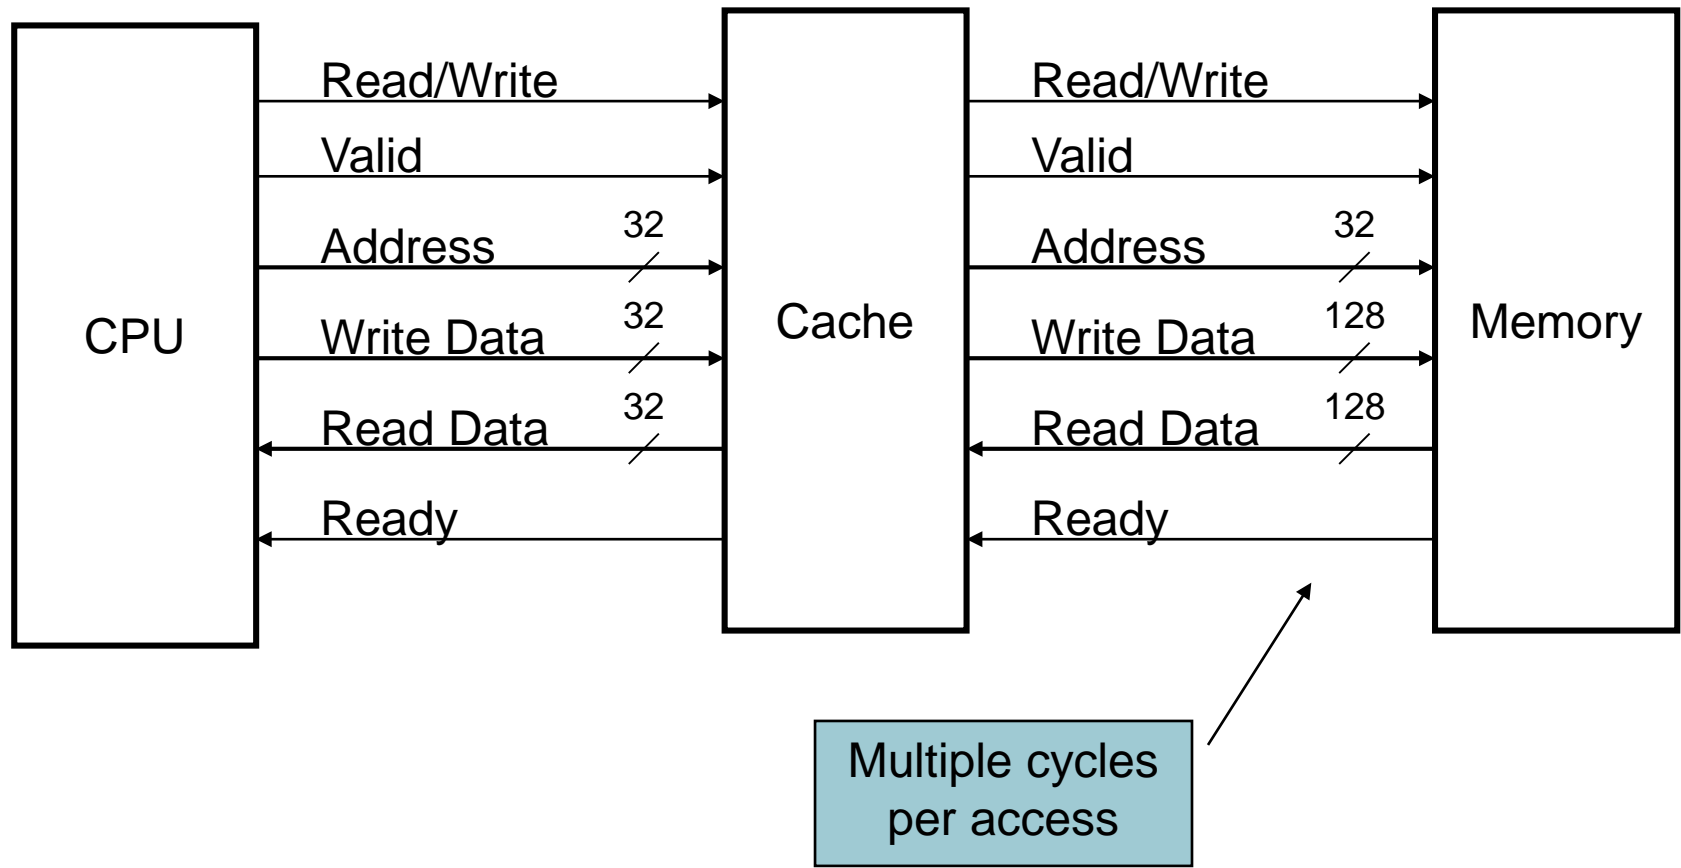 Read/Write
Read/Write
Valid
Valid
Address
32
Address
32
CPU
Write Data
32
Cache
Write Data
128
Memory
Read Data
32
Read Data
128
Ready
Ready
Multiple cycles
per access